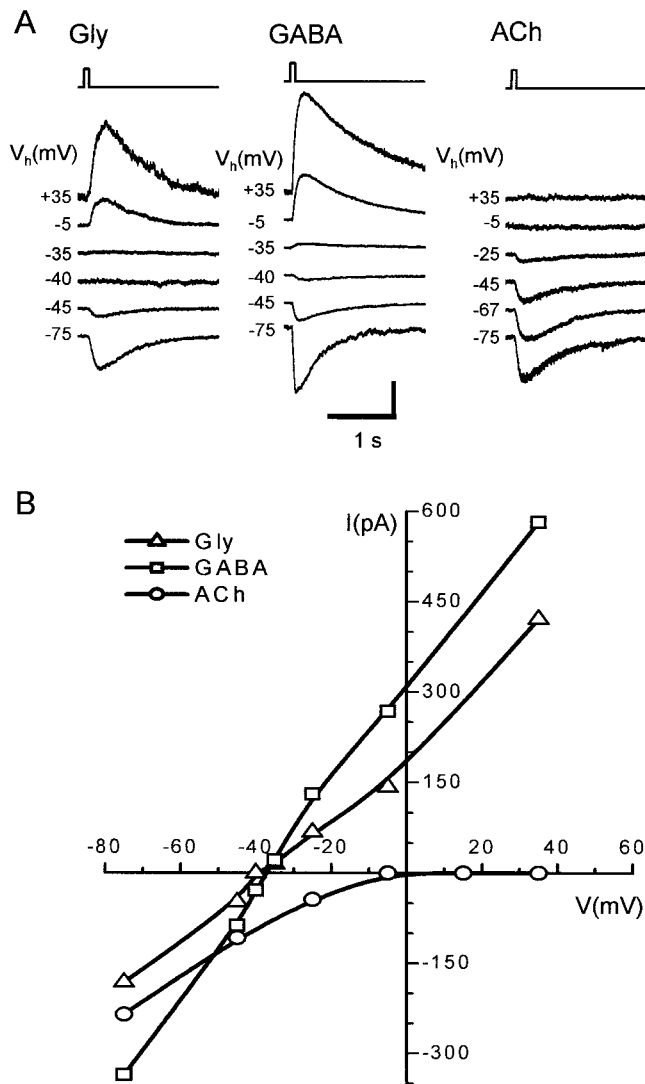 A
Gly GABA ACh
Vh(mV) Vh(mV) Vh(mV)
+35 +35 +35
-5 -5 -5
-35 -35 -25
-40 -40 -45
-45 -45 -67
-75 -75 -75
1 s
B
I(pA)
Gly
GABA
ACh
600
450
300
150
-80 -60 -40 -20 20 40 60
V(mV)
-150
-300